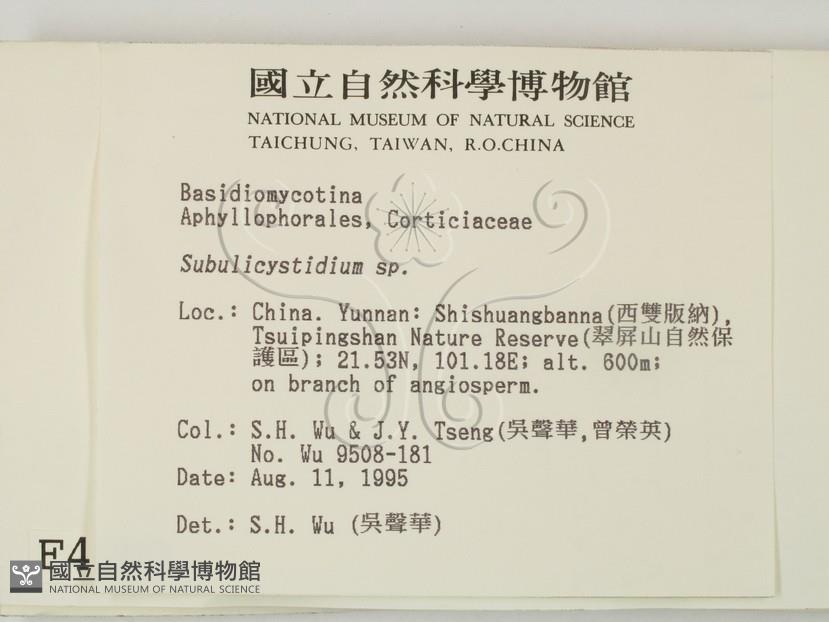 國立自然科學博物館
NATIONAL MUSEUM OF NATURAL SCIENCE
TAICHUNG, TAIWAN, R.O.CHINA
Basidiomycotina
Aphyllophorales, Corticiaceae
Subulicystidium sp.
Loc.: China. Yunnan: Shishuangbanna(西雙版納),
Tsuipingshan Nature Reserve(翠屏山自然保
護區); 21.53N, 101.18E; alt. 600m;
on branch of angiosperm.
Col.: S.H. Wu & J.Y. Tseng(吳聲華,曾榮英)
No. Wu 9508-181
Date: Aug. 11, 1995
Det.: S.H. Wu (吳聲華)
國立自然科學博物館
NATIONAL MUSEUM OF NATURAL SCIENCE